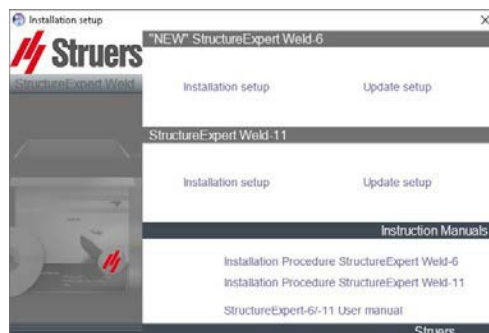 Installation setup
Struers
StructureExpert Weld
"NEW" StructureExpert Weld-6
Installation setup Update setup
StructureExpert Weld-11
Installation setup Update setup
Instruction Manuals
Installation Procedure StructureExpert Weld-6
Installation Procedure StructureExpert Weld-11
StructureExpert-6/-11 User manual
Struers